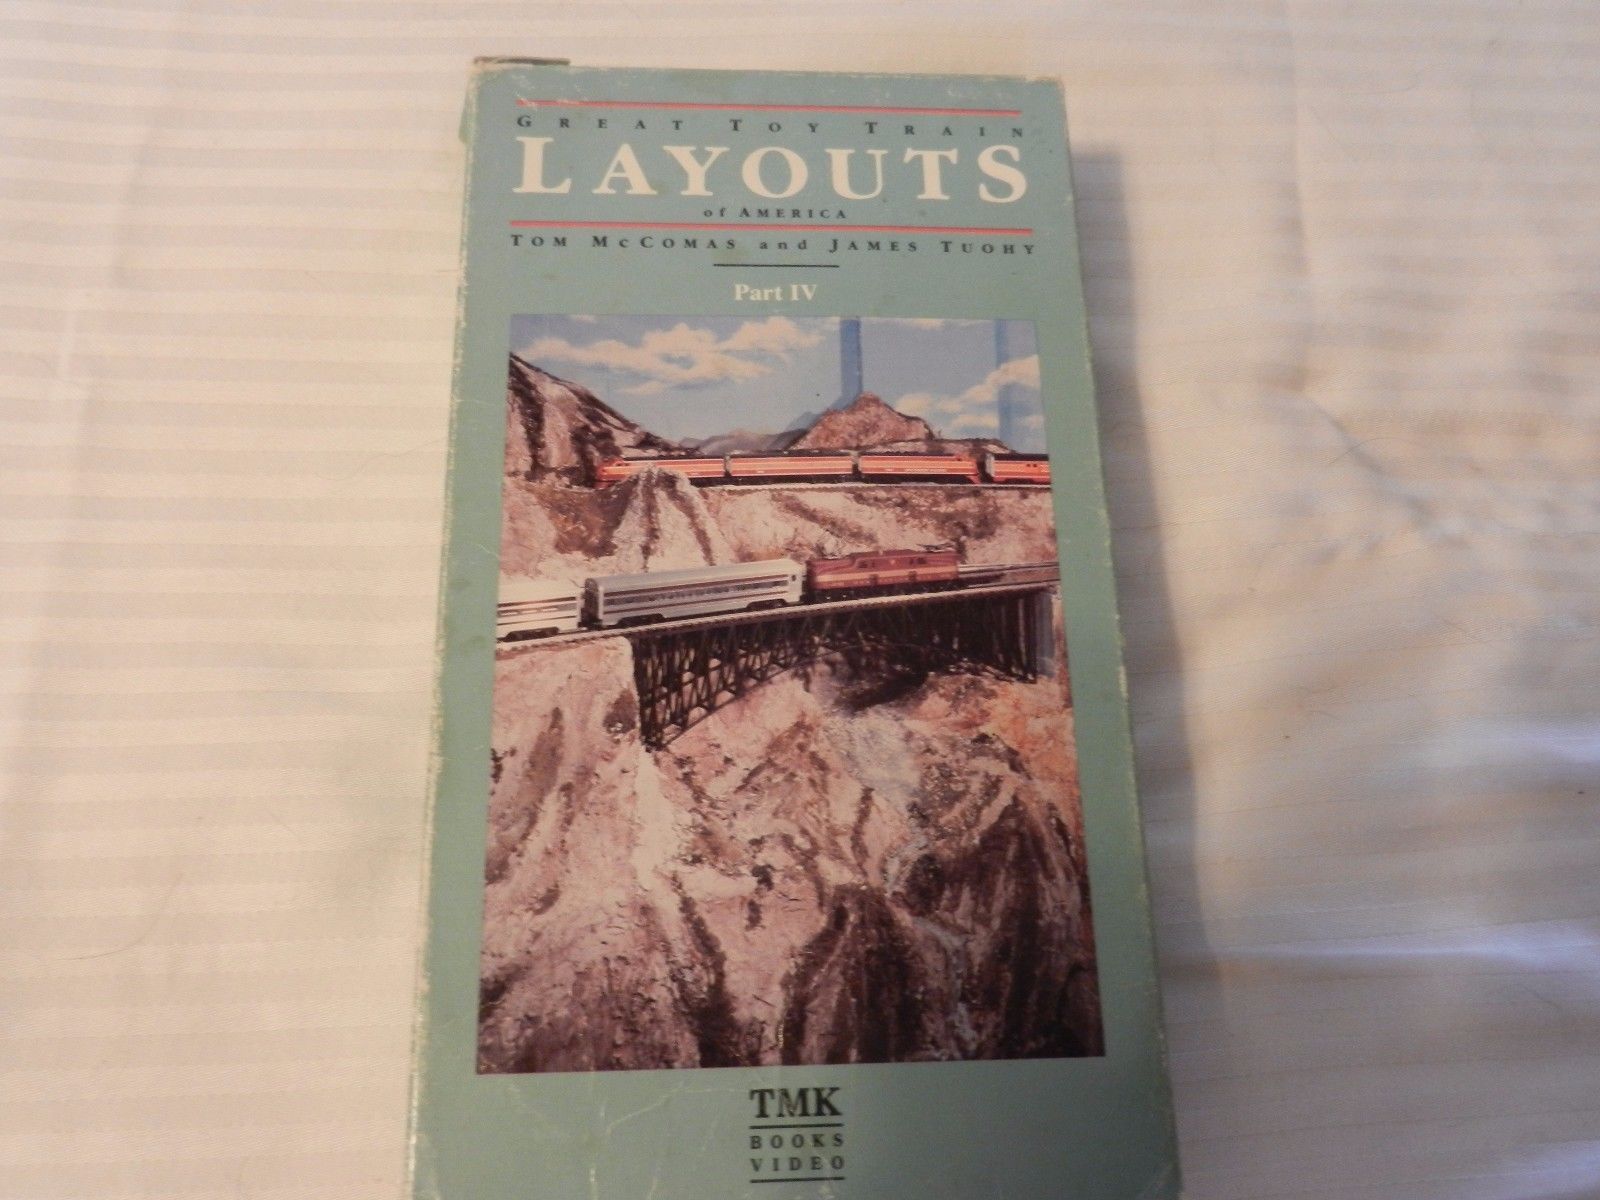 GREAT TOY TRAIN
LAYOUTS
of AMERICA
TOM McCOMAS and JAMES TUOHY
Part IV
TMK
BOOKS
VIDEO